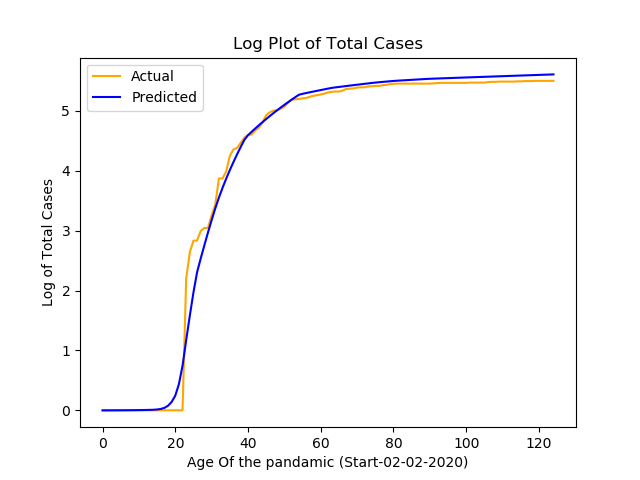 Log Plot of Total Cases
Actual
Predicted
Log of Total Cases
5
4
3
2
1
0
0 20 40 60 80 100 120
Age Of the pandamic (Start-02-02-2020)